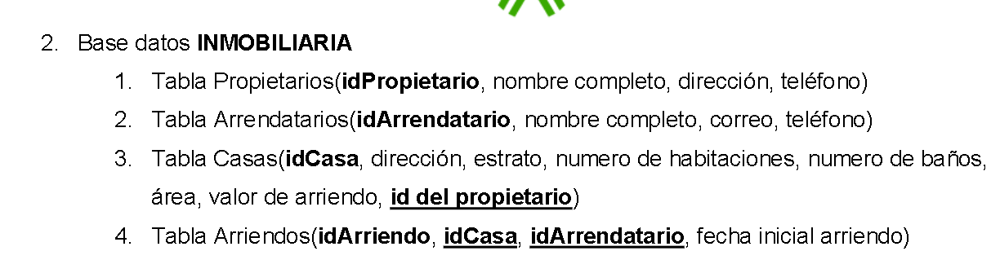 2. Base datos INMOBILIARIA
1. Tabla Propietarios(idPropietario, nombre completo, dirección, teléfono)
2. Tabla Arrendatarios(idArrendatario, nombre completo, correo, teléfono)
3. Tabla Casas(idCasa, dirección, estrato, numero de habitaciones, numero de baños,
área, valor de arriendo, id del propietario)
4. Tabla Arriendos(idArriendo, idCasa, idArrendatario, fecha inicial arriendo)